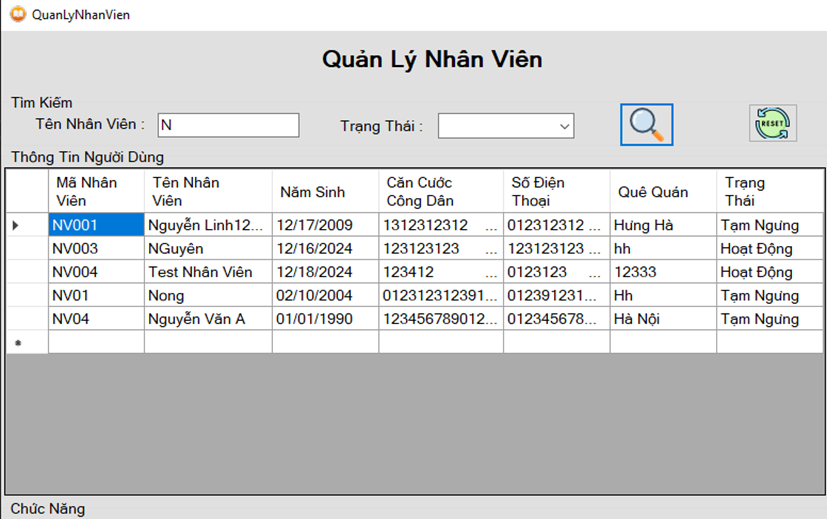 QuanLyNhanVien
Quản Lý Nhân Viên
Tìm Kiếm
Tên Nhân Viên : N Trạng Thái : RESET
Thông Tin Người Dùng
Mã Nhân Viên Tên Nhân Viên Năm Sinh Căn Cước Công Dân Số Điện Thoại Quê Quán Trạng Thái
NV001 Nguyễn Linh12... 12/17/2009 1312312312 ... 012312312 ... Hưng Hà Tạm Ngưng
NV003 NGuyên 12/16/2024 123123123 ... 123123123 ... hh Hoạt Động
NV004 Test Nhân Viên 12/18/2024 123412 ... 0123123 ... 12333 Hoạt Động
NV01 Nong 02/10/2004 012312312391... 012391231... Hh Tạm Ngưng
NV04 Nguyễn Văn A 01/01/1990 123456789012... 012345678... Hà Nội Tạm Ngưng
Chức Năng